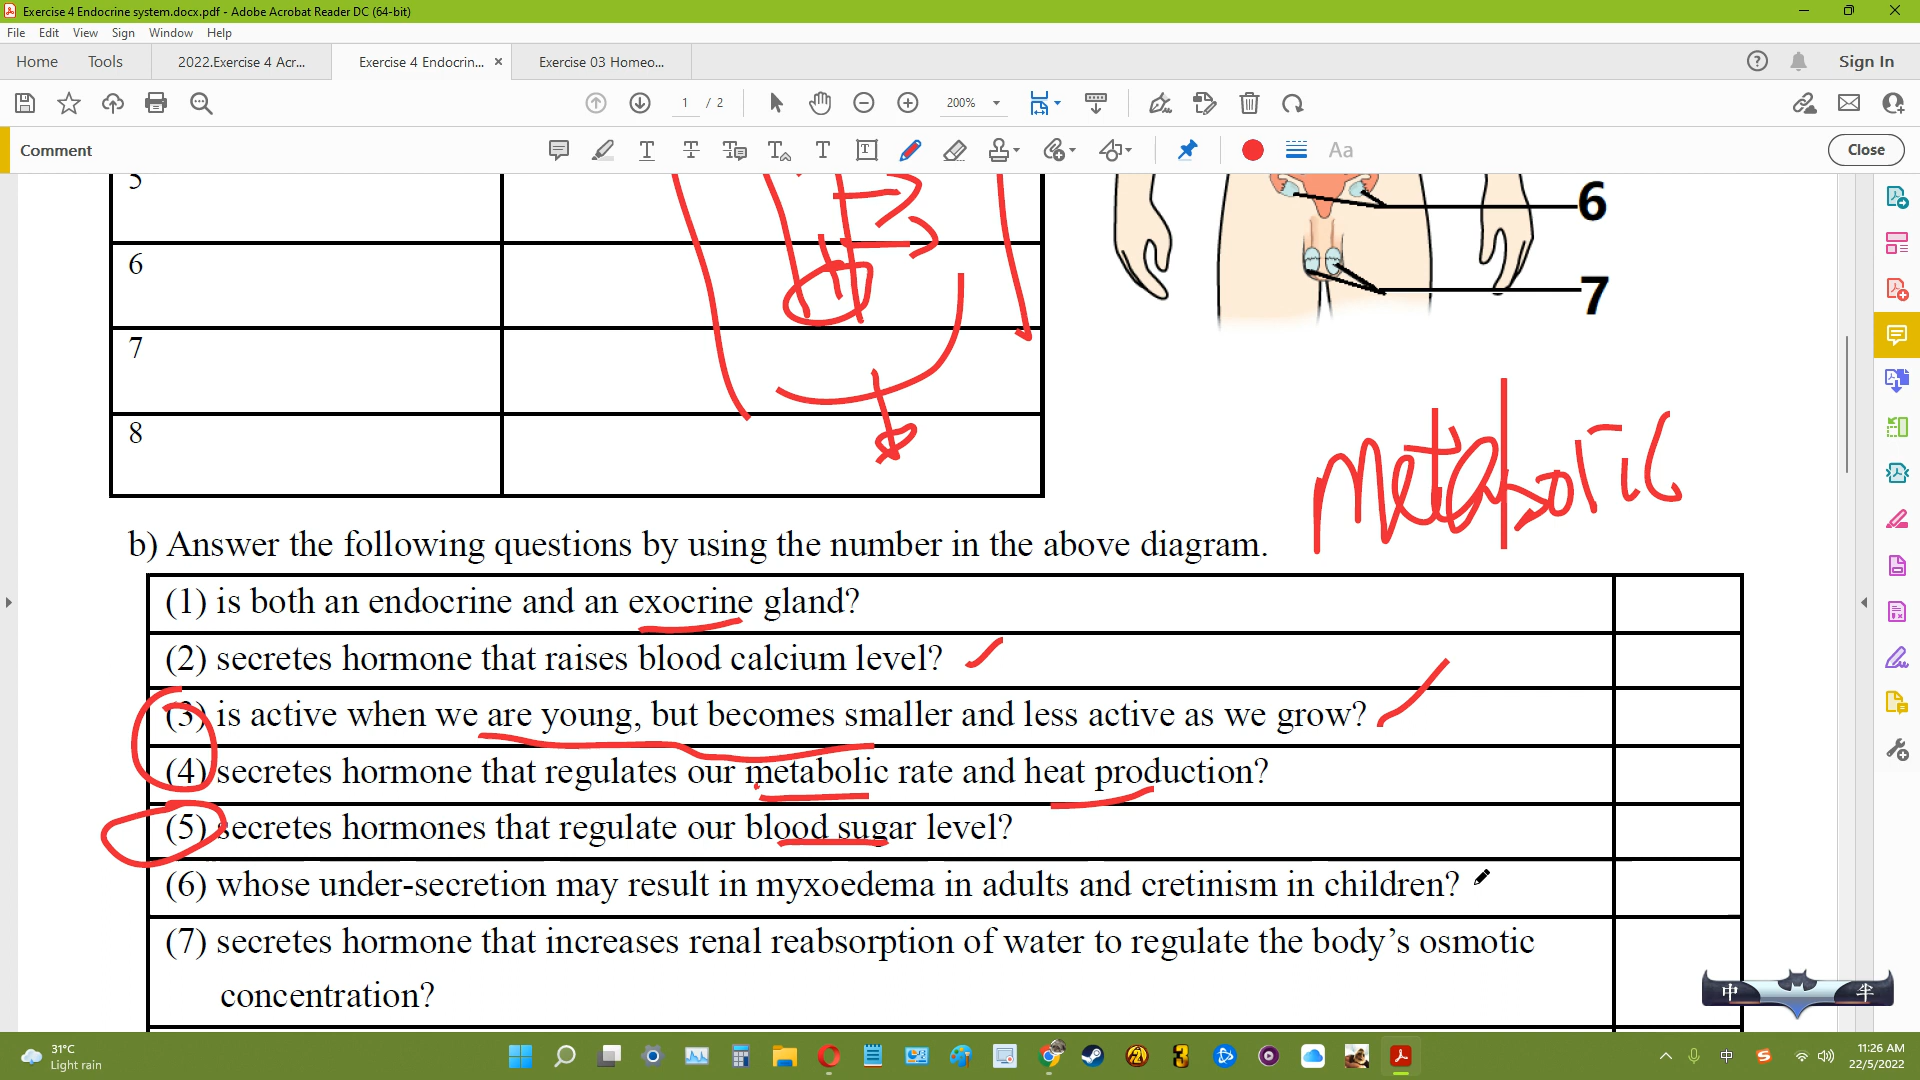 Exercise 4 Endocrine system.docx.pdf - Adobe Acrobat Reader DC (64-bit)
File Edit View Sign Window Help
Home Tools 2022.Exercise 4 Acr... Exercise 4 Endocrin... × Exercise 03 Homeo... Sign In
1 / 2 200%
Comment Aa Close
5
6
7
8
6
7
metabolic
b) Answer the following questions by using the number in the above diagram.
(1) is both an endocrine and an exocrine gland?
(2) secretes hormone that raises blood calcium level?
(3) is active when we are young, but becomes smaller and less active as we grow?
(4) secretes hormone that regulates our metabolic rate and heat production?
(5) secretes hormones that regulate our blood sugar level?
(6) whose under-secretion may result in myxoedema in adults and cretinism in children?
(7) secretes hormone that increases renal reabsorption of water to regulate the body’s osmotic
concentration?
中 半
31°C
Light rain
中
11:26 AM
22/5/2022